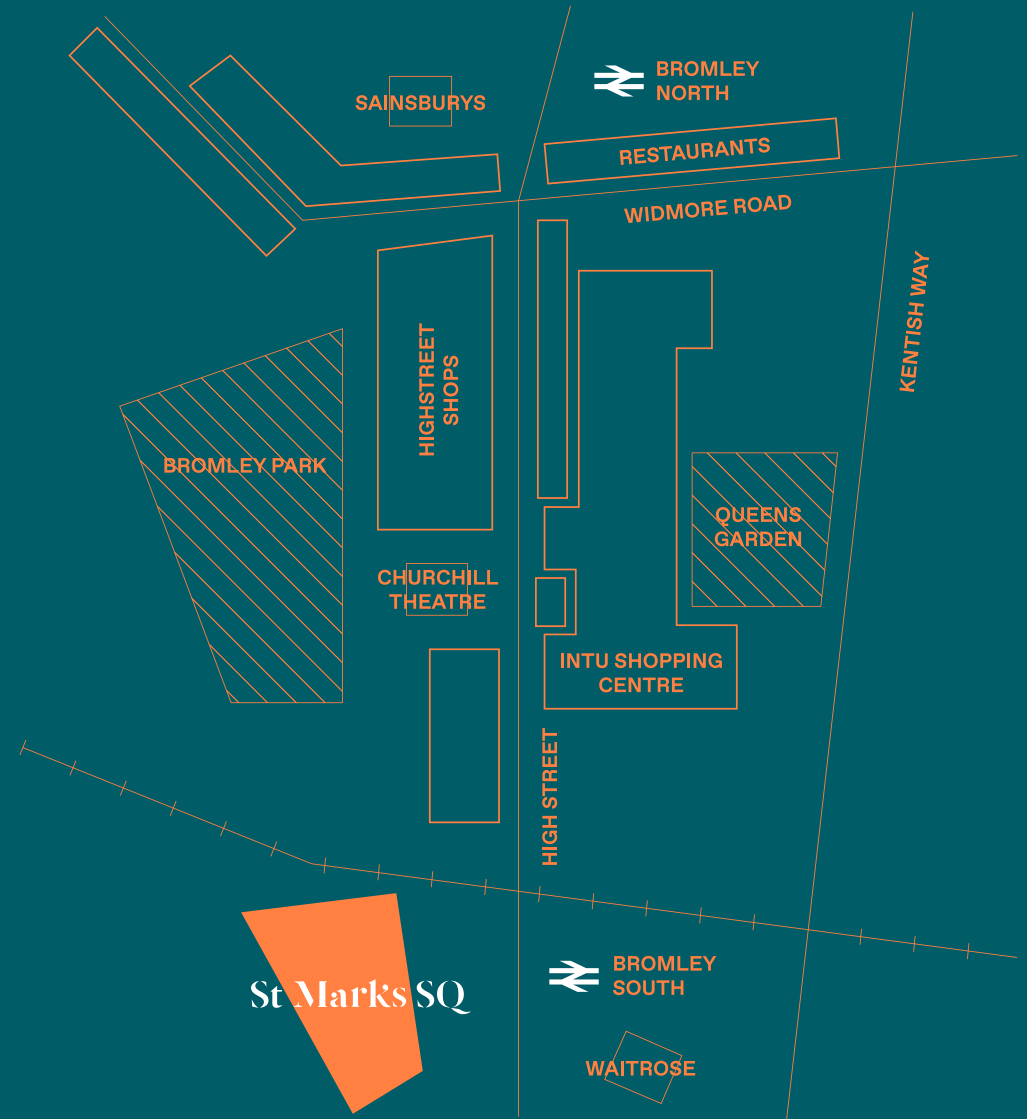 BROMLEY
NORTH
SAINSBURYS
RESTAURANTS
WIDMORE ROAD
KENTISH WAY
HIGHSTREET
SHOPS
BROMLEY PARK
QUEENS
GARDEN
CHURCHILL
THEATRE
INTU SHOPPING
CENTRE
HIGH STREET
BROMLEY
SOUTH
St Marks SQ
WAITROSE